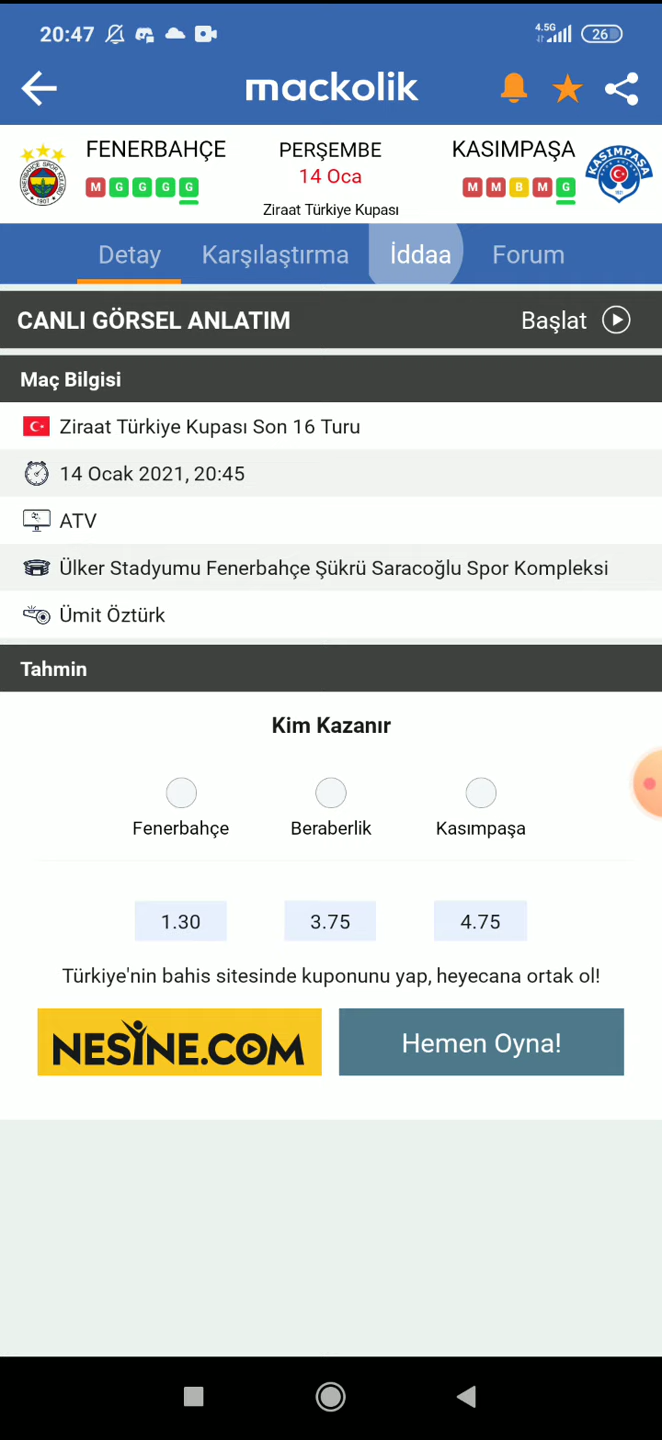 20:47 4.5G 26
mackolik
FENERBAHÇE PERŞEMBE KASIMPAŞA
M G G G G 14 Oca M M B M G
Ziraat Türkiye Kupası
Detay Karşılaştırma İddaa Forum
CANLI GÖRSEL ANLATIM Başlat
Maç Bilgisi
Ziraat Türkiye Kupası Son 16 Turu
14 Ocak 2021, 20:45
ATV
Ülker Stadyumu Fenerbahçe Şükrü Saracoğlu Spor Kompleksi
Ümit Öztürk
Tahmin
Kim Kazanır
Fenerbahçe Beraberlik Kasımpaşa
1.30 3.75 4.75
Türkiye'nin bahis sitesinde kuponunu yap, heyecana ortak ol!
NESİNE.COM Hemen Oyna!